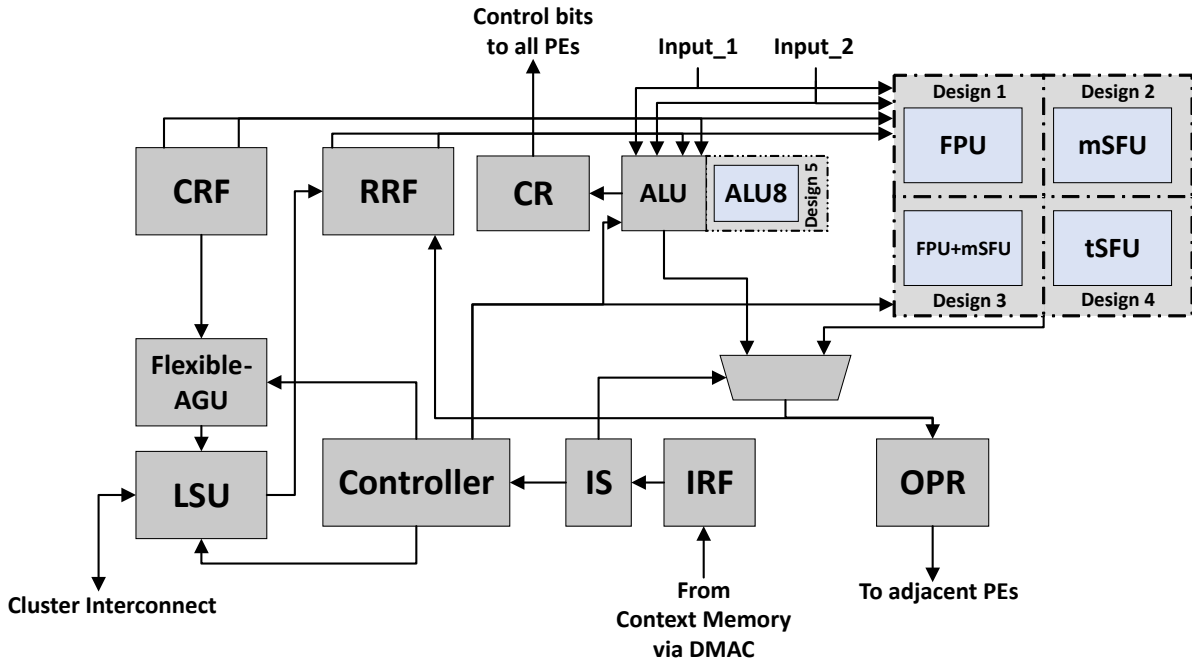 Control bits
to all PEs
Input_1
Input_2
Design 1
Design 2
FPU
mSFU
CRF
RRF
CR
ALU
ALU8
Design 5
FPU+mSFU
tSFU
Design 3
Design 4
Flexible-
AGU
LSU
Controller
IS
IRF
OPR
Cluster Interconnect
From
Context Memory
via DMAC
To adjacent PEs